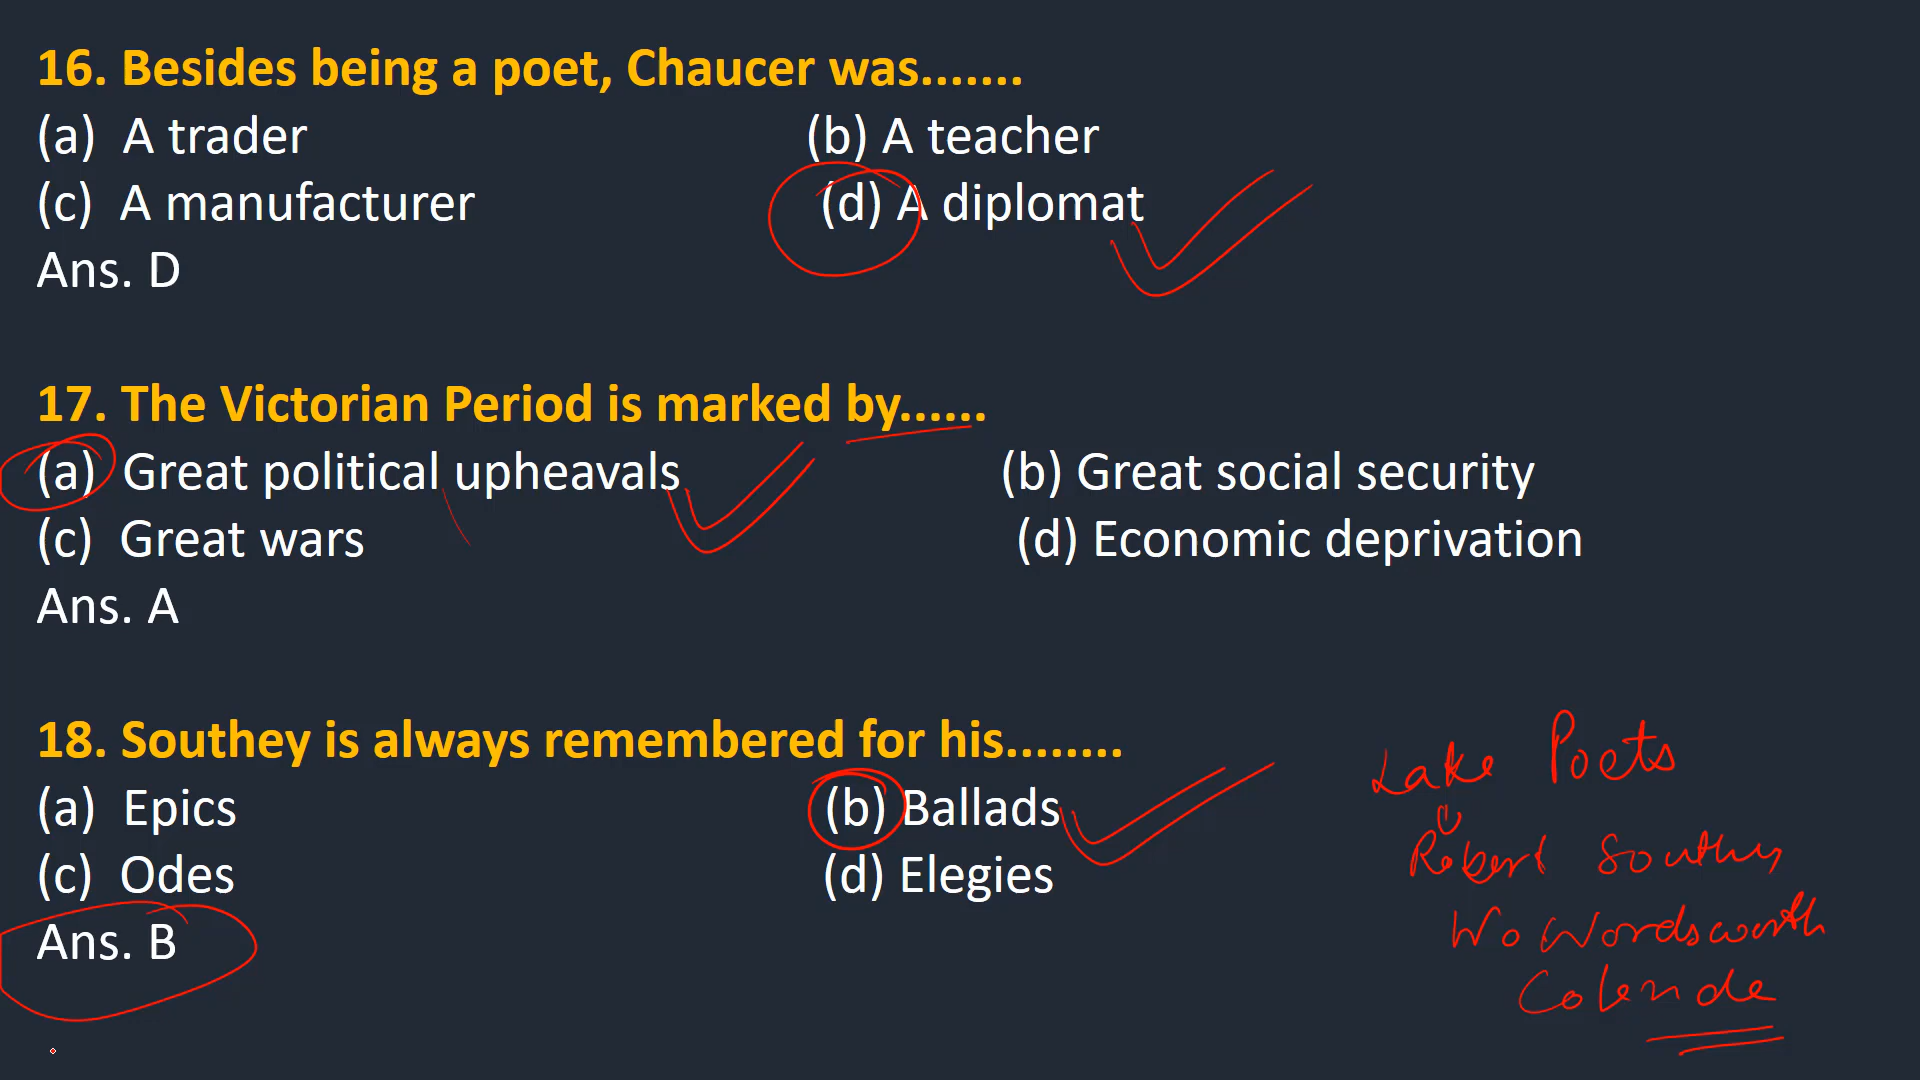 16. Besides being a poet, Chaucer was.......
(a) A trader (b) A teacher
(c) A manufacturer (d) A diplomat
Ans. D
17. The Victorian Period is marked by......
(a) Great political upheavals (b) Great social security
(c) Great wars (d) Economic deprivation
Ans. A
18. Southey is always remembered for his........
(a) Epics (b) Ballads
(c) Odes (d) Elegies
Ans. B
Lake Poets
Robert Southy
Wo Wordsworth